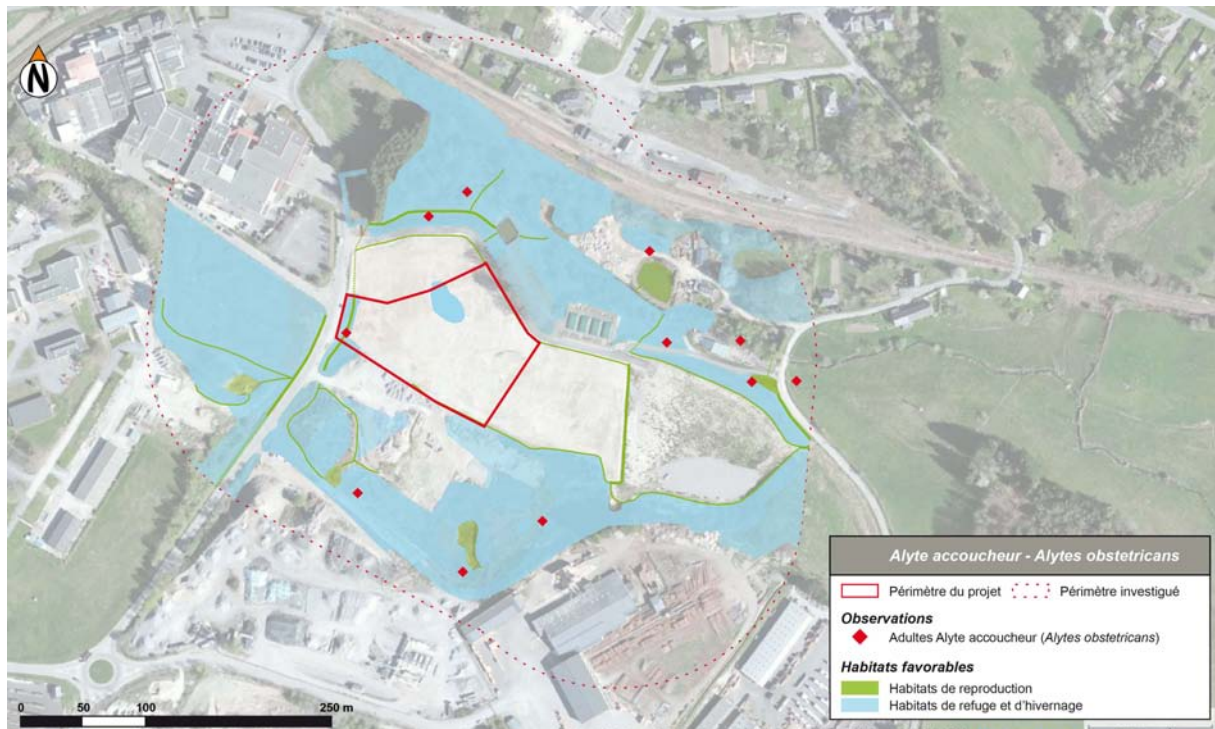 N
Alyte accoucheur - Alytes obstetricans
Périmètre du projet Périmètre investigué
Observations
Adultes Alyte accoucheur (Alytes obstetricans)
Habitats favorables
Habitats de reproduction
Habitats de refuge et d'hivernage
0 50 100 250 m